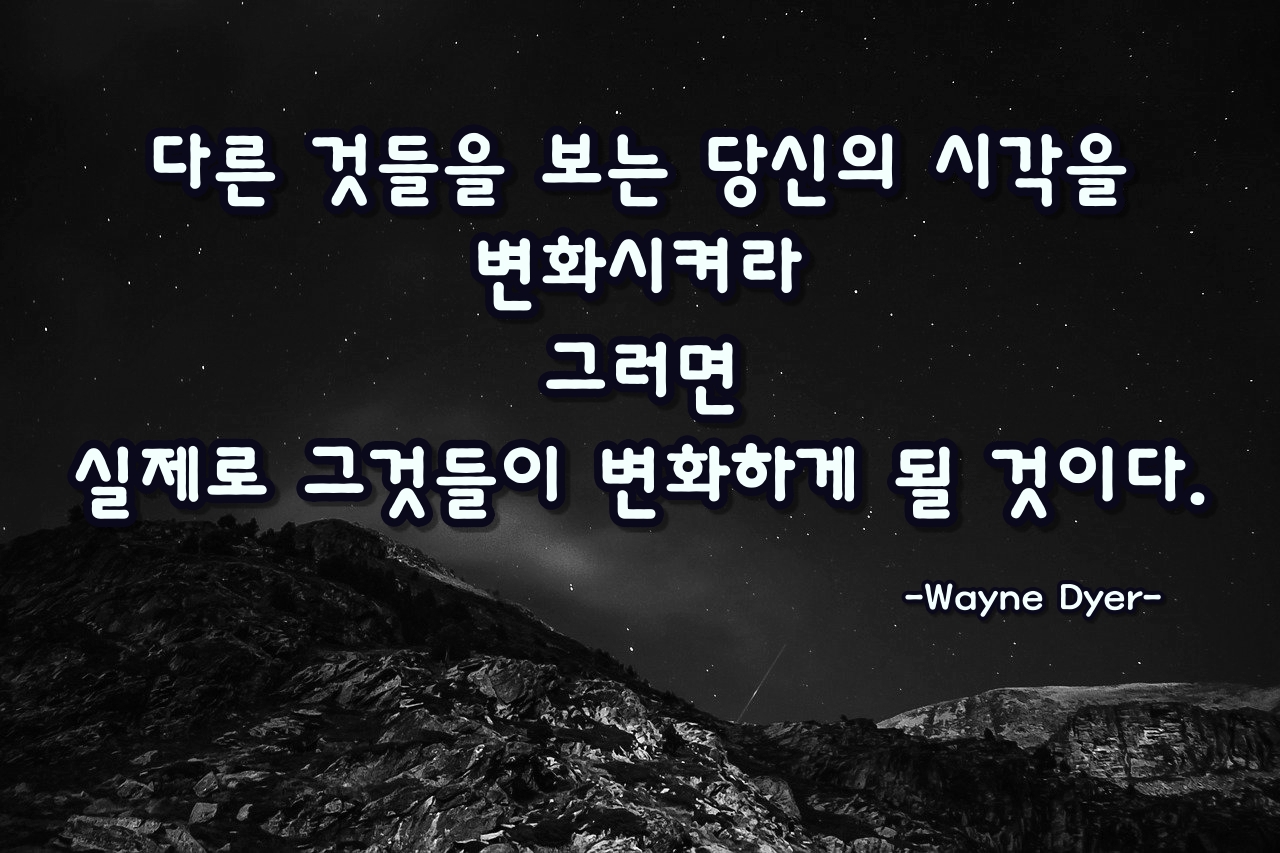 다른 것들을 보는 당신의 시각을
변화시켜라
그러면
실제로 그것들이 변화하게 될 것이다.
-Wayne Dyer-